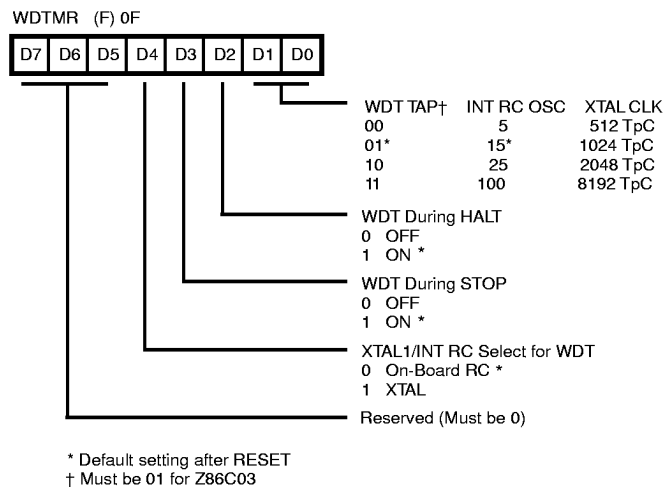 WDTMR (F) 0F
D7 D6 D5 D4 D3 D2 D1 D0
WDT TAP† INT RC OSC XTAL CLK
00 5 512 TpC
01* 15* 1024 TpC
10 25 2048 TpC
11 100 8192 TpC
WDT During HALT
0 OFF
1 ON *
WDT During STOP
0 OFF
1 ON *
XTAL1/INT RC Select for WDT
0 On-Board RC *
1 XTAL
Reserved (Must be 0)
* Default setting after RESET
† Must be 01 for Z86C03